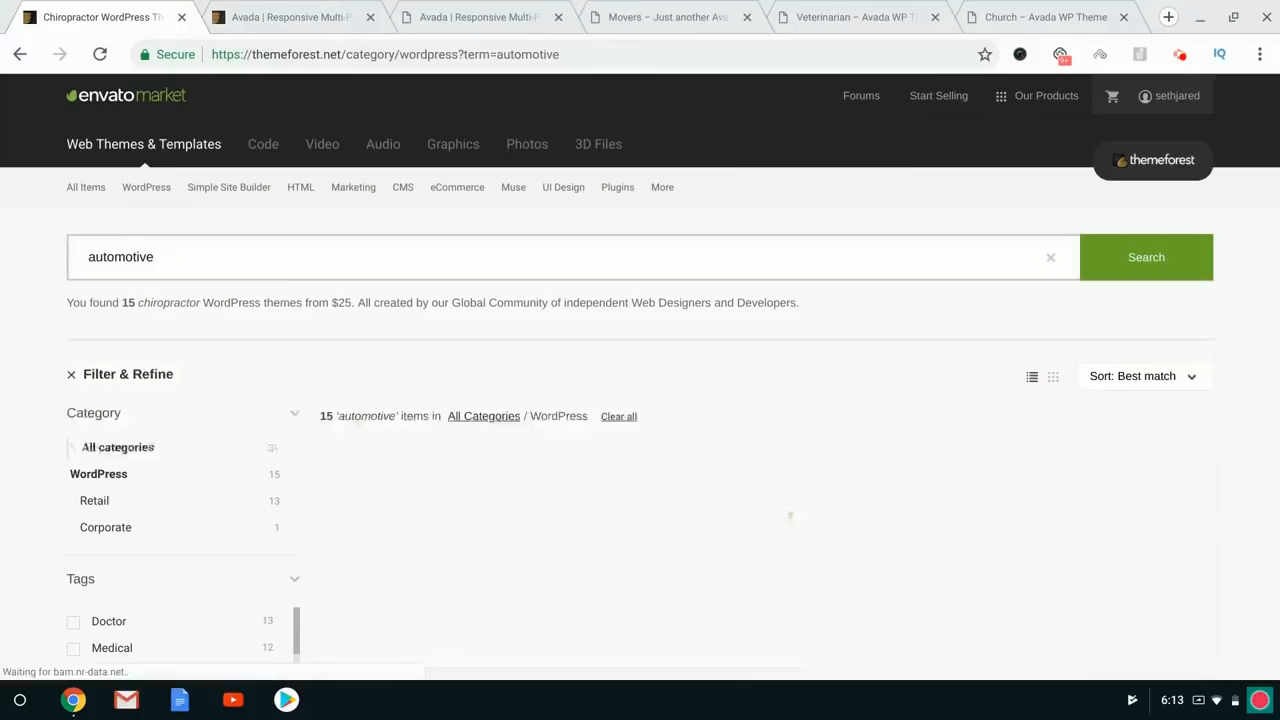 Chiropractor WordPress Th
Avada | Responsive Multi-P
Avada | Responsive Multi-P
Movers – Just another Ava
Veterinarian – Avada WP T
Church – Avada WP Theme
Secure
https://themeforest.net/category/wordpress?term=automotive
9+
IQ
envatomarket
Forums
Start Selling
Our Products
sethjared
Web Themes & Templates
Code
Video
Audio
Graphics
Photos
3D Files
themeforest
All Items
WordPress
Simple Site Builder
HTML
Marketing
CMS
eCommerce
Muse
UI Design
Plugins
More
automotive
Search
You found 15 chiropractor WordPress themes from $25. All created by our Global Community of independent Web Designers and Developers.
Filter & Refine
Sort: Best match
Category
15 'automotive' items in All Categories / WordPress Clear all
All categories
WordPress 15
Retail 13
Corporate 1
Tags
Doctor 13
Medical 12
Waiting for bam.nr-data.net..
6:13